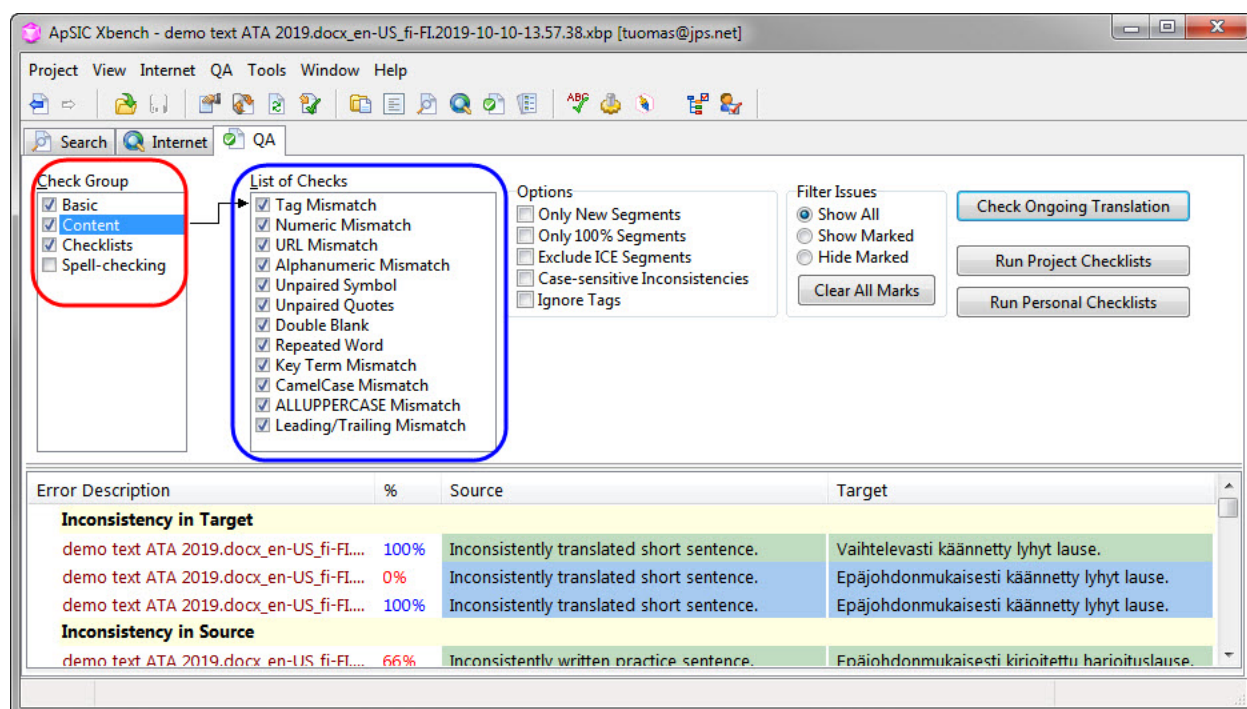 ApSIC Xbench - demo text ATA 2019.docx_en-US_fi-FI.2019-10-10-13.57.38.xbp [tuomas@jps.net]
Project View Internet QA Tools Window Help
ABC
Search Internet QA
Check Group
Basic
Content
Checklists
Spell-checking
List of Checks
Tag Mismatch
Numeric Mismatch
URL Mismatch
Alphanumeric Mismatch
Unpaired Symbol
Unpaired Quotes
Double Blank
Repeated Word
Key Term Mismatch
CamelCase Mismatch
ALLUPPERCASE Mismatch
Leading/Trailing Mismatch
Options
Only New Segments
Only 100% Segments
Exclude ICE Segments
Case-sensitive Inconsistencies
Ignore Tags
Filter Issues
Show All
Show Marked
Hide Marked
Clear All Marks
Check Ongoing Translation
Run Project Checklists
Run Personal Checklists
Error Description % Source Target
Inconsistency in Target
demo text ATA 2019.docx_en-US_fi-FI.... 100% Inconsistently translated short sentence. Vaihtelevasti käännetty lyhyt lause.
demo text ATA 2019.docx_en-US_fi-FI.... 0% Inconsistently translated short sentence. Epäjohdonmukaisesti käännetty lyhyt lause.
demo text ATA 2019.docx_en-US_fi-FI.... 100% Inconsistently translated short sentence. Epäjohdonmukaisesti käännetty lyhyt lause.
Inconsistency in Source
demo text ATA 2019.docx_en-US_fi-FI.... 66% Inconsistently written practice sentence. Epäjohdonmukaisesti kirjoitettu harjoituslause.